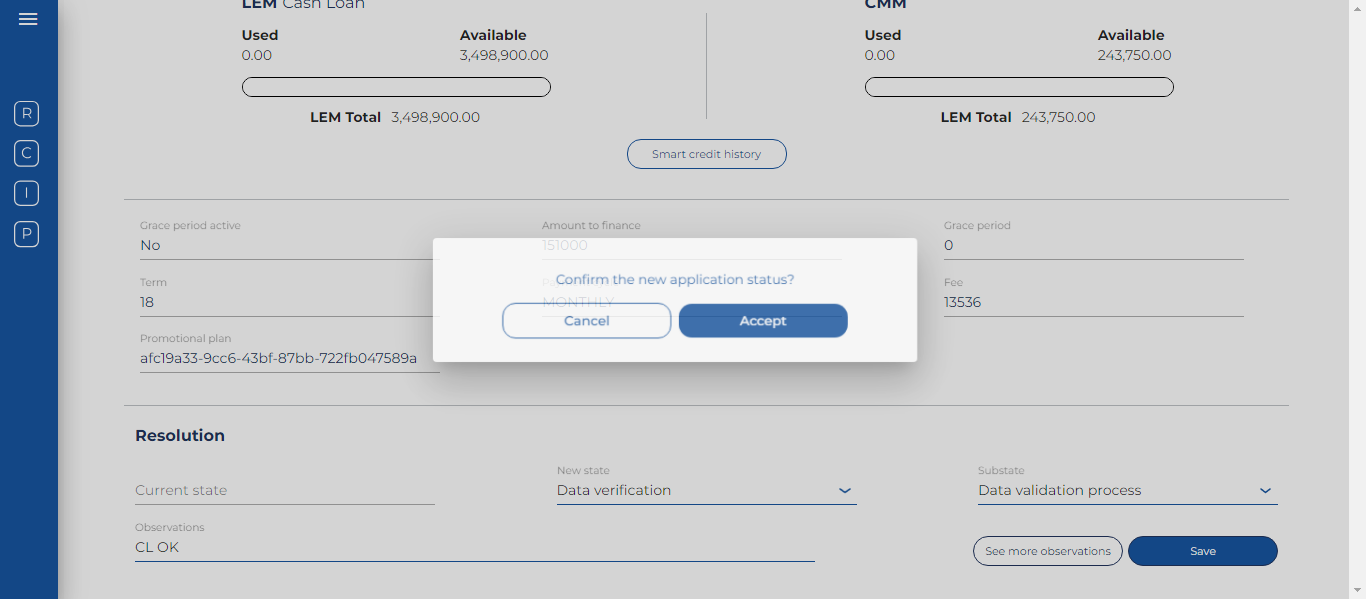 LEM Cash Loan
CMM
Used
Available
Used
Available
0.00
3,498,900.00
0.00
243,750.00
R
C
I
P
LEM Total 3,498,900.00
LEM Total 243,750.00
Smart credit history
Grace period active
Amount to finance
Grace period
No
151000
0
Confirm the new application status?
Term
Fee
18
MONTHLY
13536
Cancel
Accept
Promotional plan
afc19a33-9cc6-43bf-87bb-722fb047589a
Resolution
Current state
New state
Data verification
Substate
Data validation process
Observations
CL OK
See more observations
Save